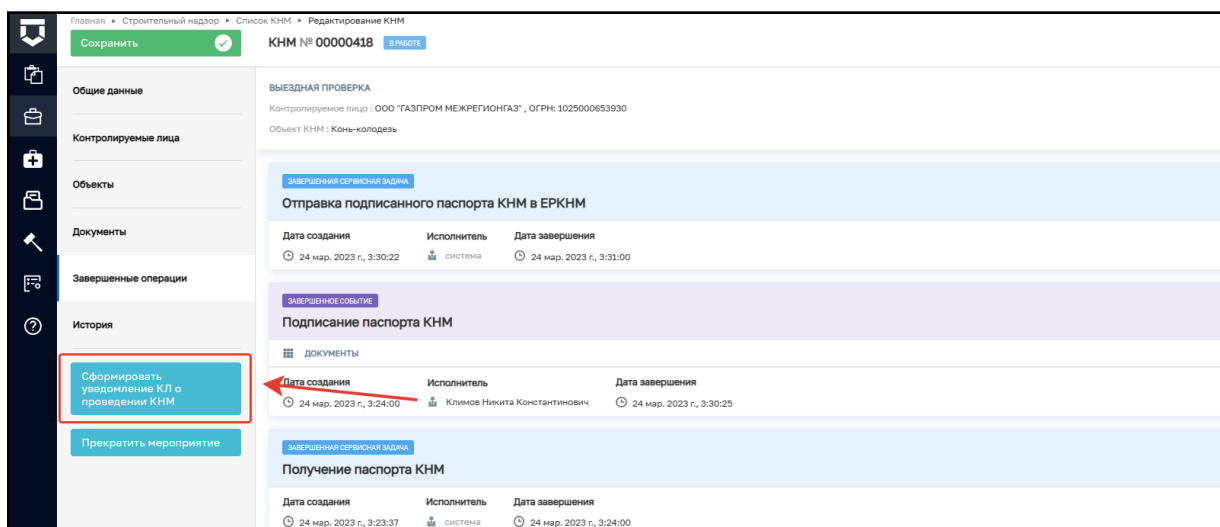 Главная ▸ Строительный надзор ▸ Список КНМ ▸ Редактирование КНМ
Сохранить
КНМ № 00000418 В РАБОТЕ
Общие данные
Контролируемые лица
Объекты
Документы
Завершенные операции
История
Сформировать
уведомление КЛ о
проведении КНМ
Прекратить мероприятие
ВЫЕЗДНАЯ ПРОВЕРКА
Контролируемое лицо : ООО "ГАЗПРОМ МЕЖРЕГИОНГАЗ" , ОГРН: 1025000653930
Объект КНМ : Конь-колодезь
ЗАВЕРШЕННАЯ СЕРВИСНАЯ ЗАДАЧА
Отправка подписанного паспорта КНМ в ЕРКНМ
Дата создания Исполнитель Дата завершения
24 мар. 2023 г., 3:30:22 система 24 мар. 2023 г., 3:31:00
ЗАВЕРШЕННОЕ СОБЫТИЕ
Подписание паспорта КНМ
ДОКУМЕНТЫ
Дата создания Исполнитель Дата завершения
24 мар. 2023 г., 3:24:00 Климов Никита Константинович 24 мар. 2023 г., 3:30:25
ЗАВЕРШЕННАЯ СЕРВИСНАЯ ЗАДАЧА
Получение паспорта КНМ
Дата создания Исполнитель Дата завершения
24 мар. 2023 г., 3:23:37 система 24 мар. 2023 г., 3:24:00